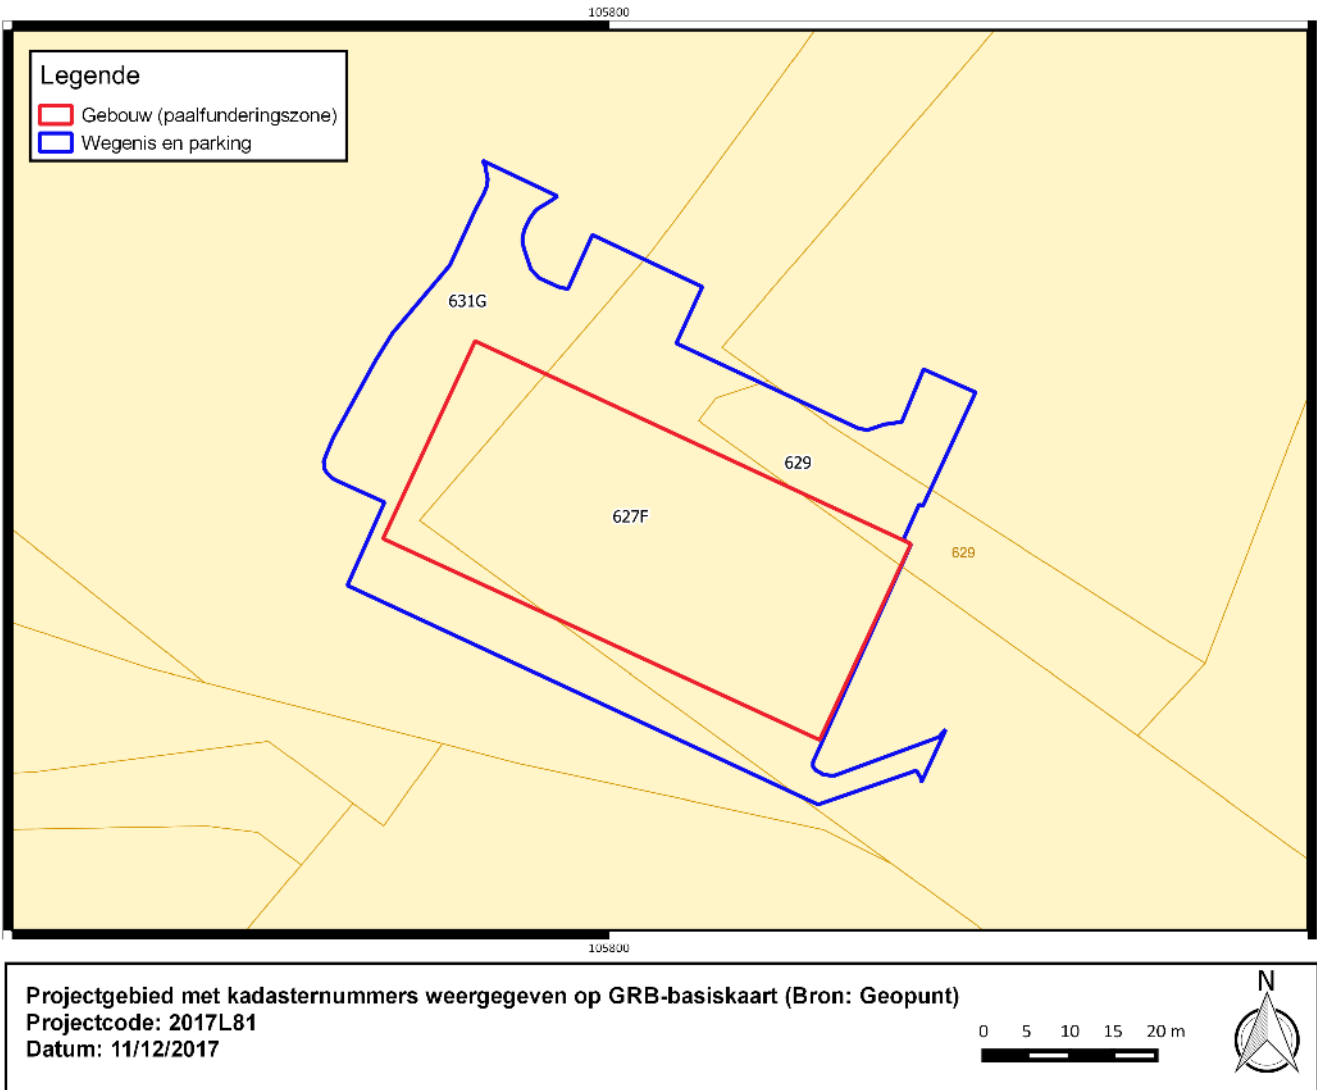 105800
Legende
Gebouw (paalfunderingszone)
Wegenis en parking
631G
629
627F
629
105800
Projectgebied met kadasternummers weergegeven op GRB-basiskaart (Bron: Geopunt)
Projectcode: 2017L81
Datum: 11/12/2017
0 5 10 15 20 m
N